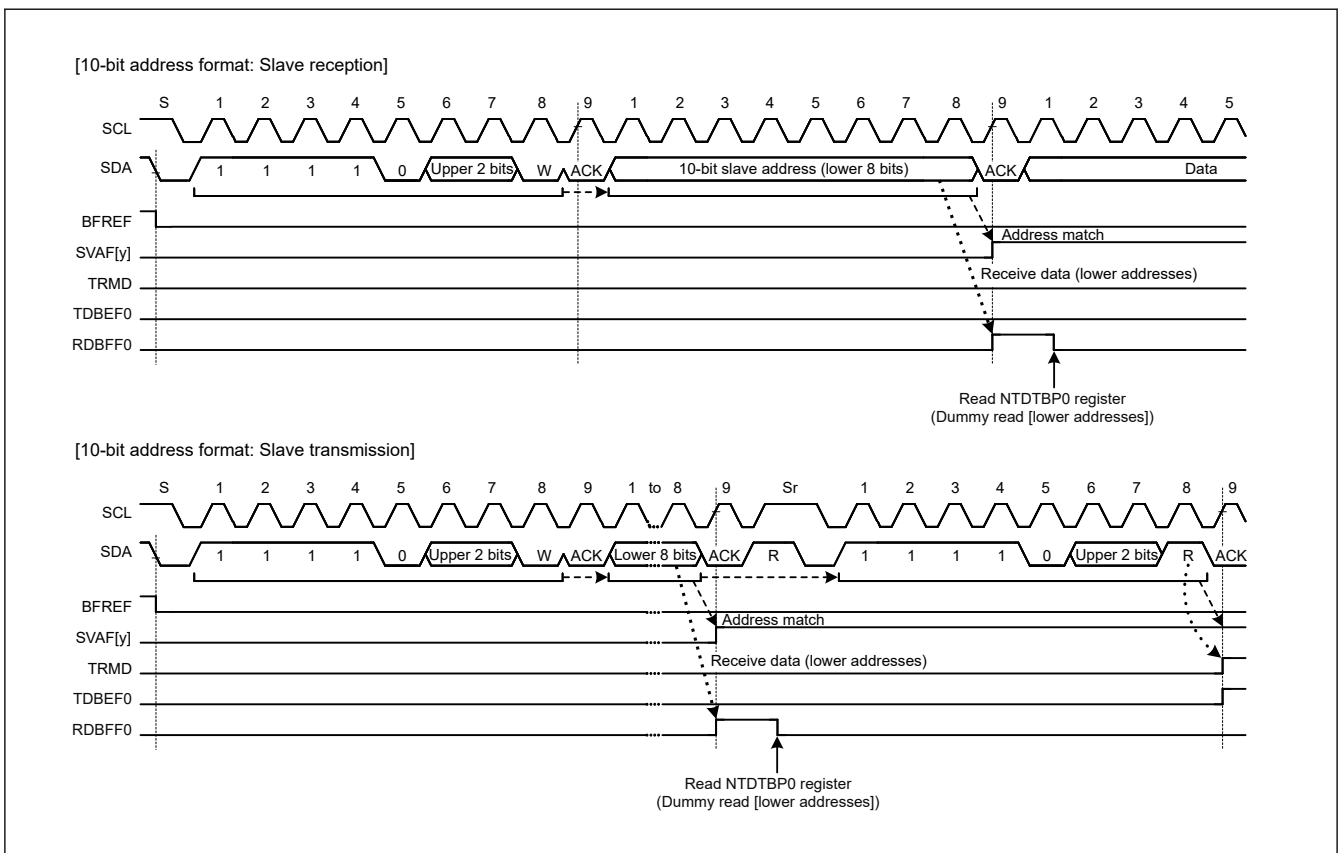 [10-bit address format: Slave reception]
S 1 2 3 4 5 6 7 8 9 1 2 3 4 5 6 7 8 9 1 2 3 4 5
SCL
SDA 1 1 1 1 0 Upper 2 bits W ACK 10-bit slave address (lower 8 bits) ACK Data
BFREF
Address match
SVAF[y]
Receive data (lower addresses)
TRMD
TDBEF0
RDBFF0
Read NTDTBP0 register
(Dummy read [lower addresses])
[10-bit address format: Slave transmission]
S 1 2 3 4 5 6 7 8 9 1 to 8 9 Sr 1 2 3 4 5 6 7 8 9
SCL
SDA 1 1 1 1 0 Upper 2 bits W ACK Lower 8 bits ACK R 1 1 1 1 0 Upper 2 bits R ACK
BFREF
Address match
SVAF[y]
Receive data (lower addresses)
TRMD
TDBEF0
RDBFF0
Read NTDTBP0 register
(Dummy read [lower addresses])